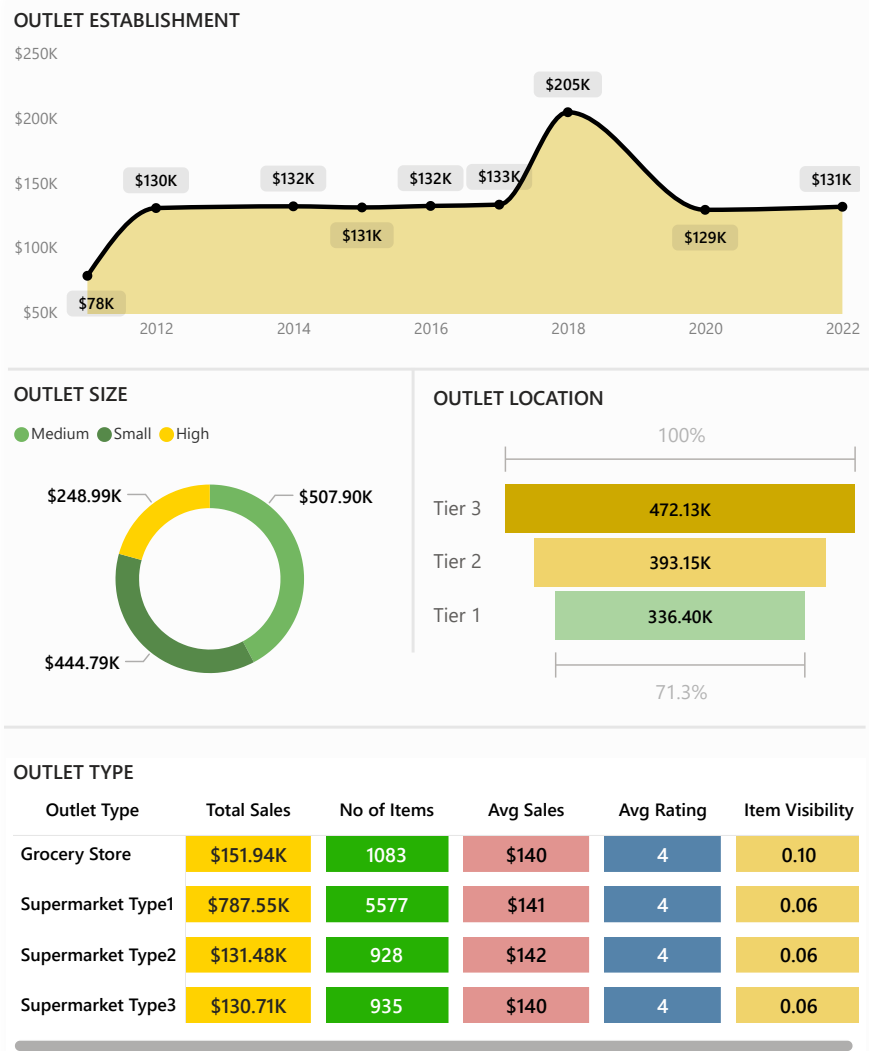 OUTLET ESTABLISHMENT
$250K
$200K
$150K
$100K
$50K
$78K
$130K
$132K
$131K
$132K
$133K
$205K
$129K
$131K
2012 2014 2016 2018 2020 2022
OUTLET SIZE
Medium Small High
$248.99K
$507.90K
$444.79K
OUTLET LOCATION
100%
Tier 3 472.13K
Tier 2 393.15K
Tier 1 336.40K
71.3%
OUTLET TYPE
Outlet Type Total Sales No of Items Avg Sales Avg Rating Item Visibility
Grocery Store $151.94K 1083 $140 4 0.10
Supermarket Type1 $787.55K 5577 $141 4 0.06
Supermarket Type2 $131.48K 928 $142 4 0.06
Supermarket Type3 $130.71K 935 $140 4 0.06